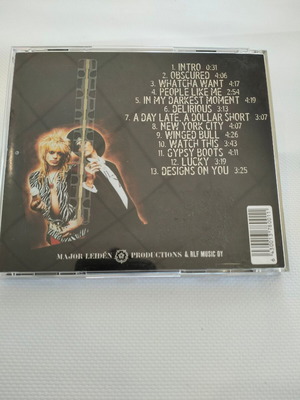 1. INTRO 0:31
2. OBSCURED 4:06
3. WHATCHA WANT 4:17
4. PEOPLE LIKE ME 2:54
5. IN MY DARKEST MOMENT 4:19
6. DELIRIOUS 3:13
7. A DAY LATE, A DOLLAR SHORT 3:07
8. NEW YORK CITY 4:07
9. WINGED BULL 4:07
10. WATCH THIS 3:43
11. GYPSY BOOTS 4:11
12. LUCKY 4:19
13. DESIGNS ON YOU 3:25
MAJOR LEIDÉN PRODUCTIONS & RLF MUSIC OY